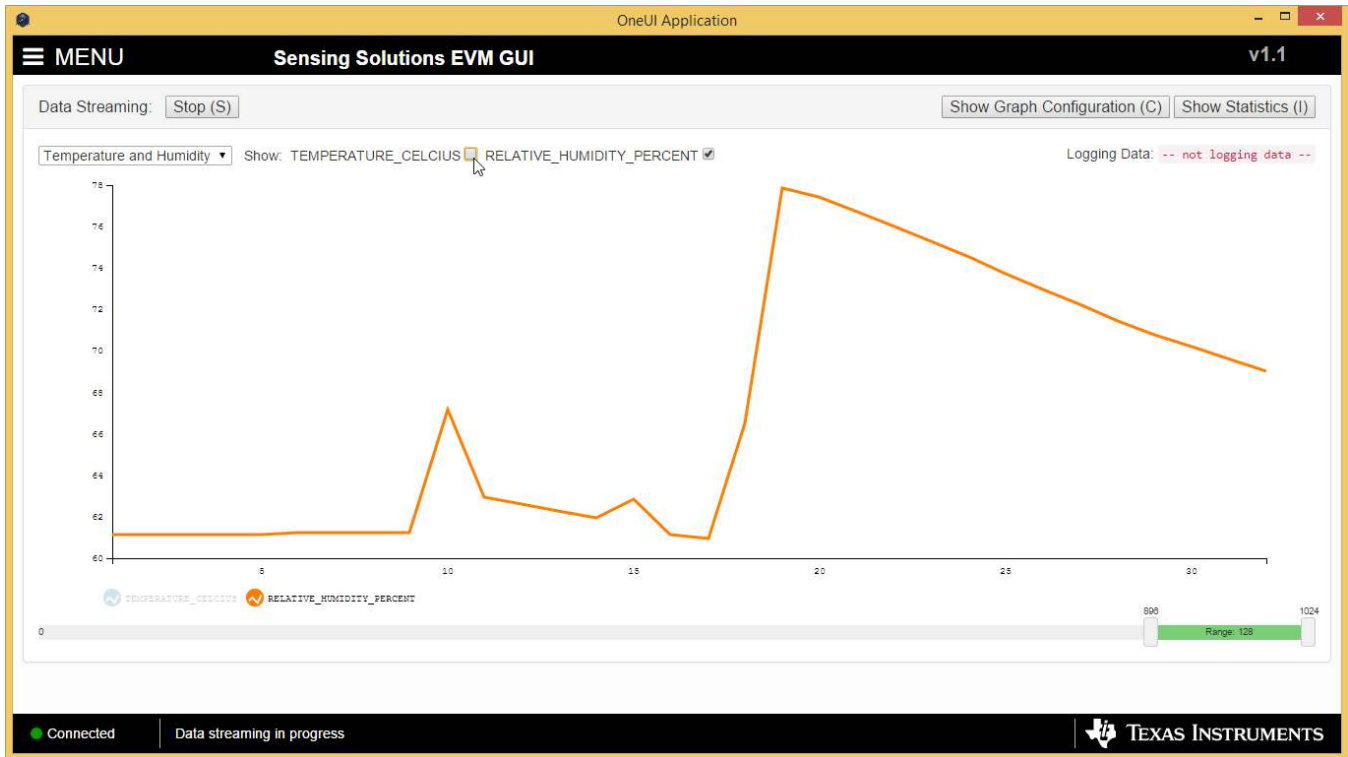 OneUI Application
MENU Sensing Solutions EVM GUI v1.1
Data Streaming: Stop (S) Show Graph Configuration (C) Show Statistics (I)
Temperature and Humidity Show: TEMPERATURE_CELCIUS RELATIVE_HUMIDITY_PERCENT Logging Data: -- not logging data --
78
76
74
72
70
68
66
64
62
60
5 10 15 20 25 30
TEMPERATURE_CELCIUS RELATIVE_HUMIDITY_PERCENT
896 1024
0 Range: 128
Connected Data streaming in progress TEXAS INSTRUMENTS